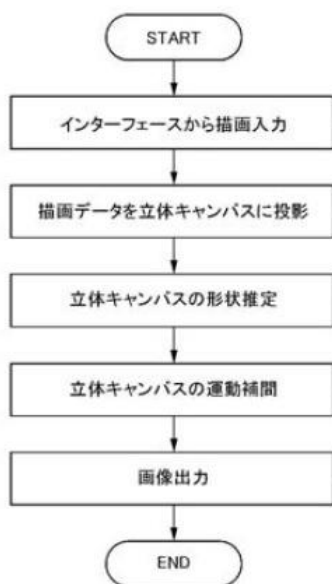 START
インターフェースから描画入力
描画データを立体キャンバスに投影
立体キャンバスの形状推定
立体キャンバスの運動補間
画像出力
END